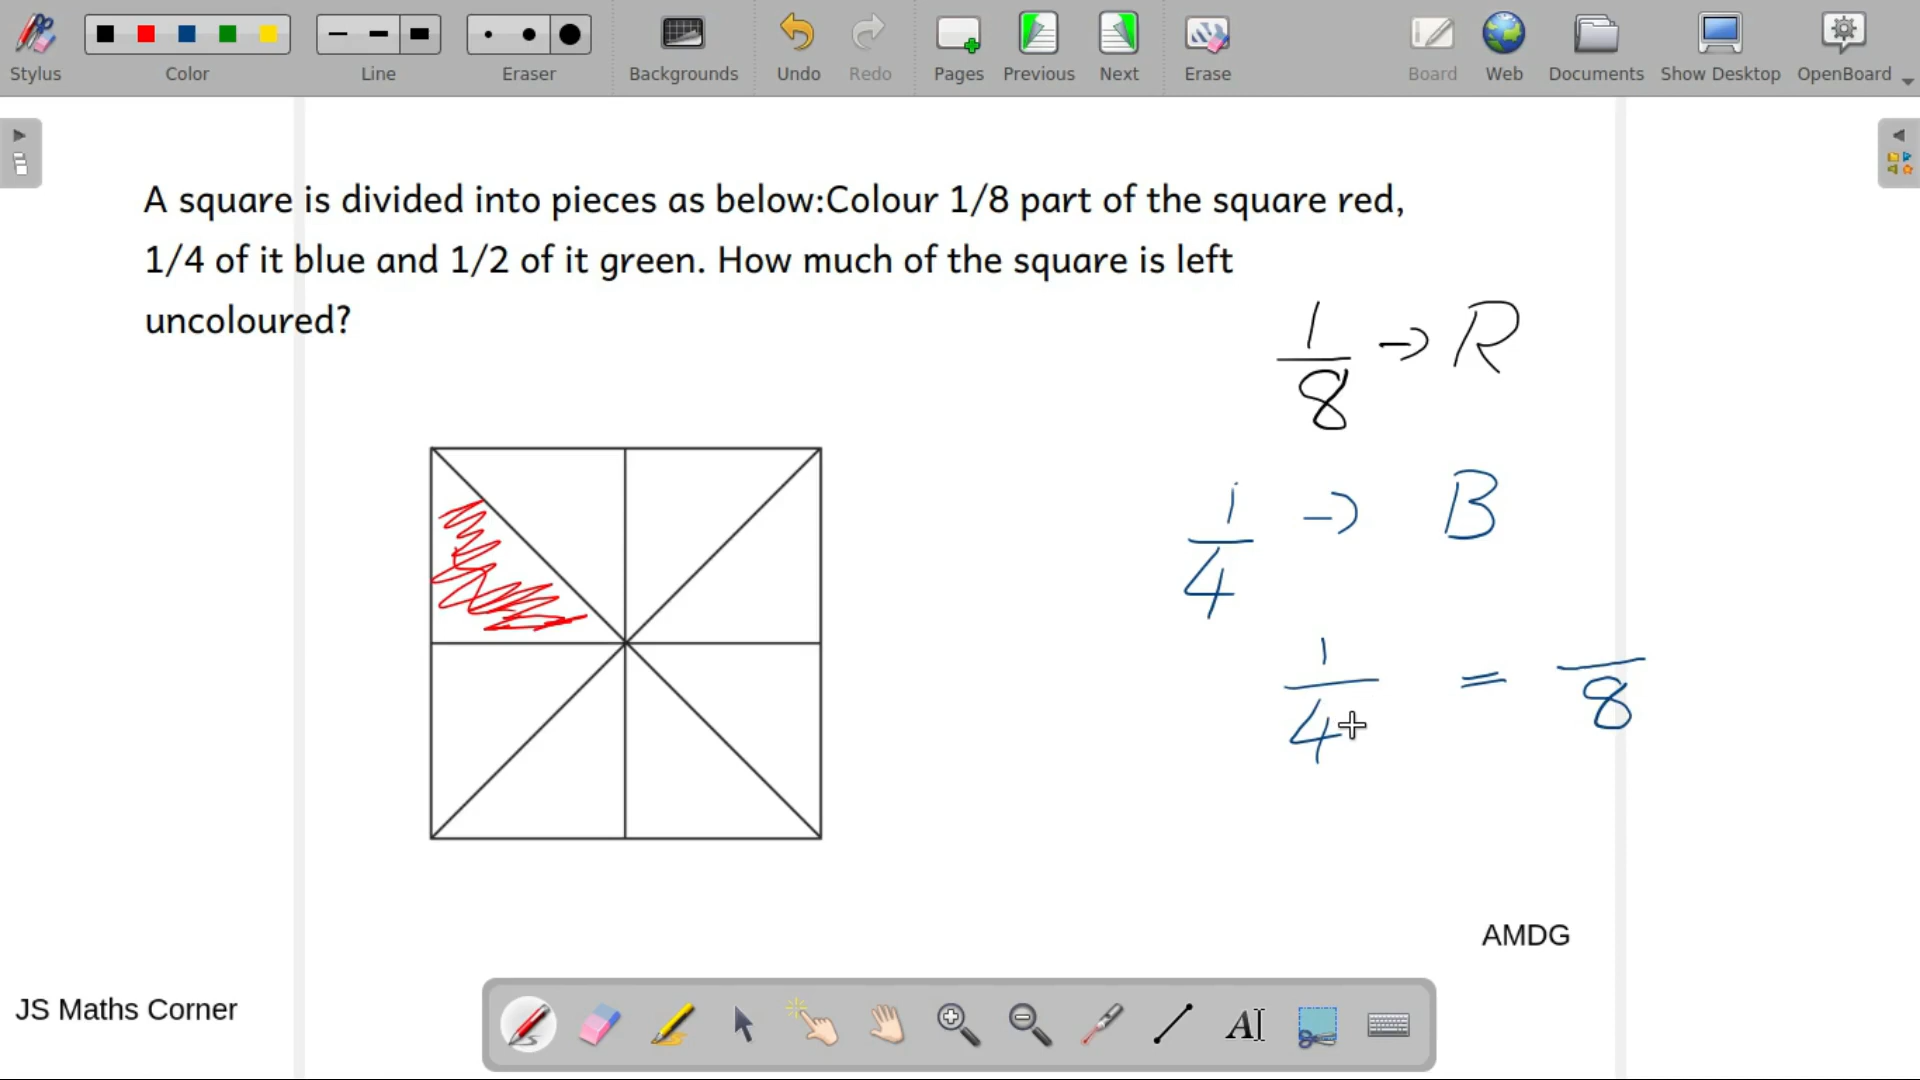 Stylus
Color
Line
Eraser
Backgrounds
Undo
Redo
Pages
Previous
Next
Erase
Board
Web
Documents
Show Desktop
OpenBoard
A square is divided into pieces as below:Colour 1/8 part of the square red,
1/4 of it blue and 1/2 of it green. How much of the square is left
uncoloured?
1/8 → R
1/4 → B
1/4 = /8
AMDG
JS Maths Corner